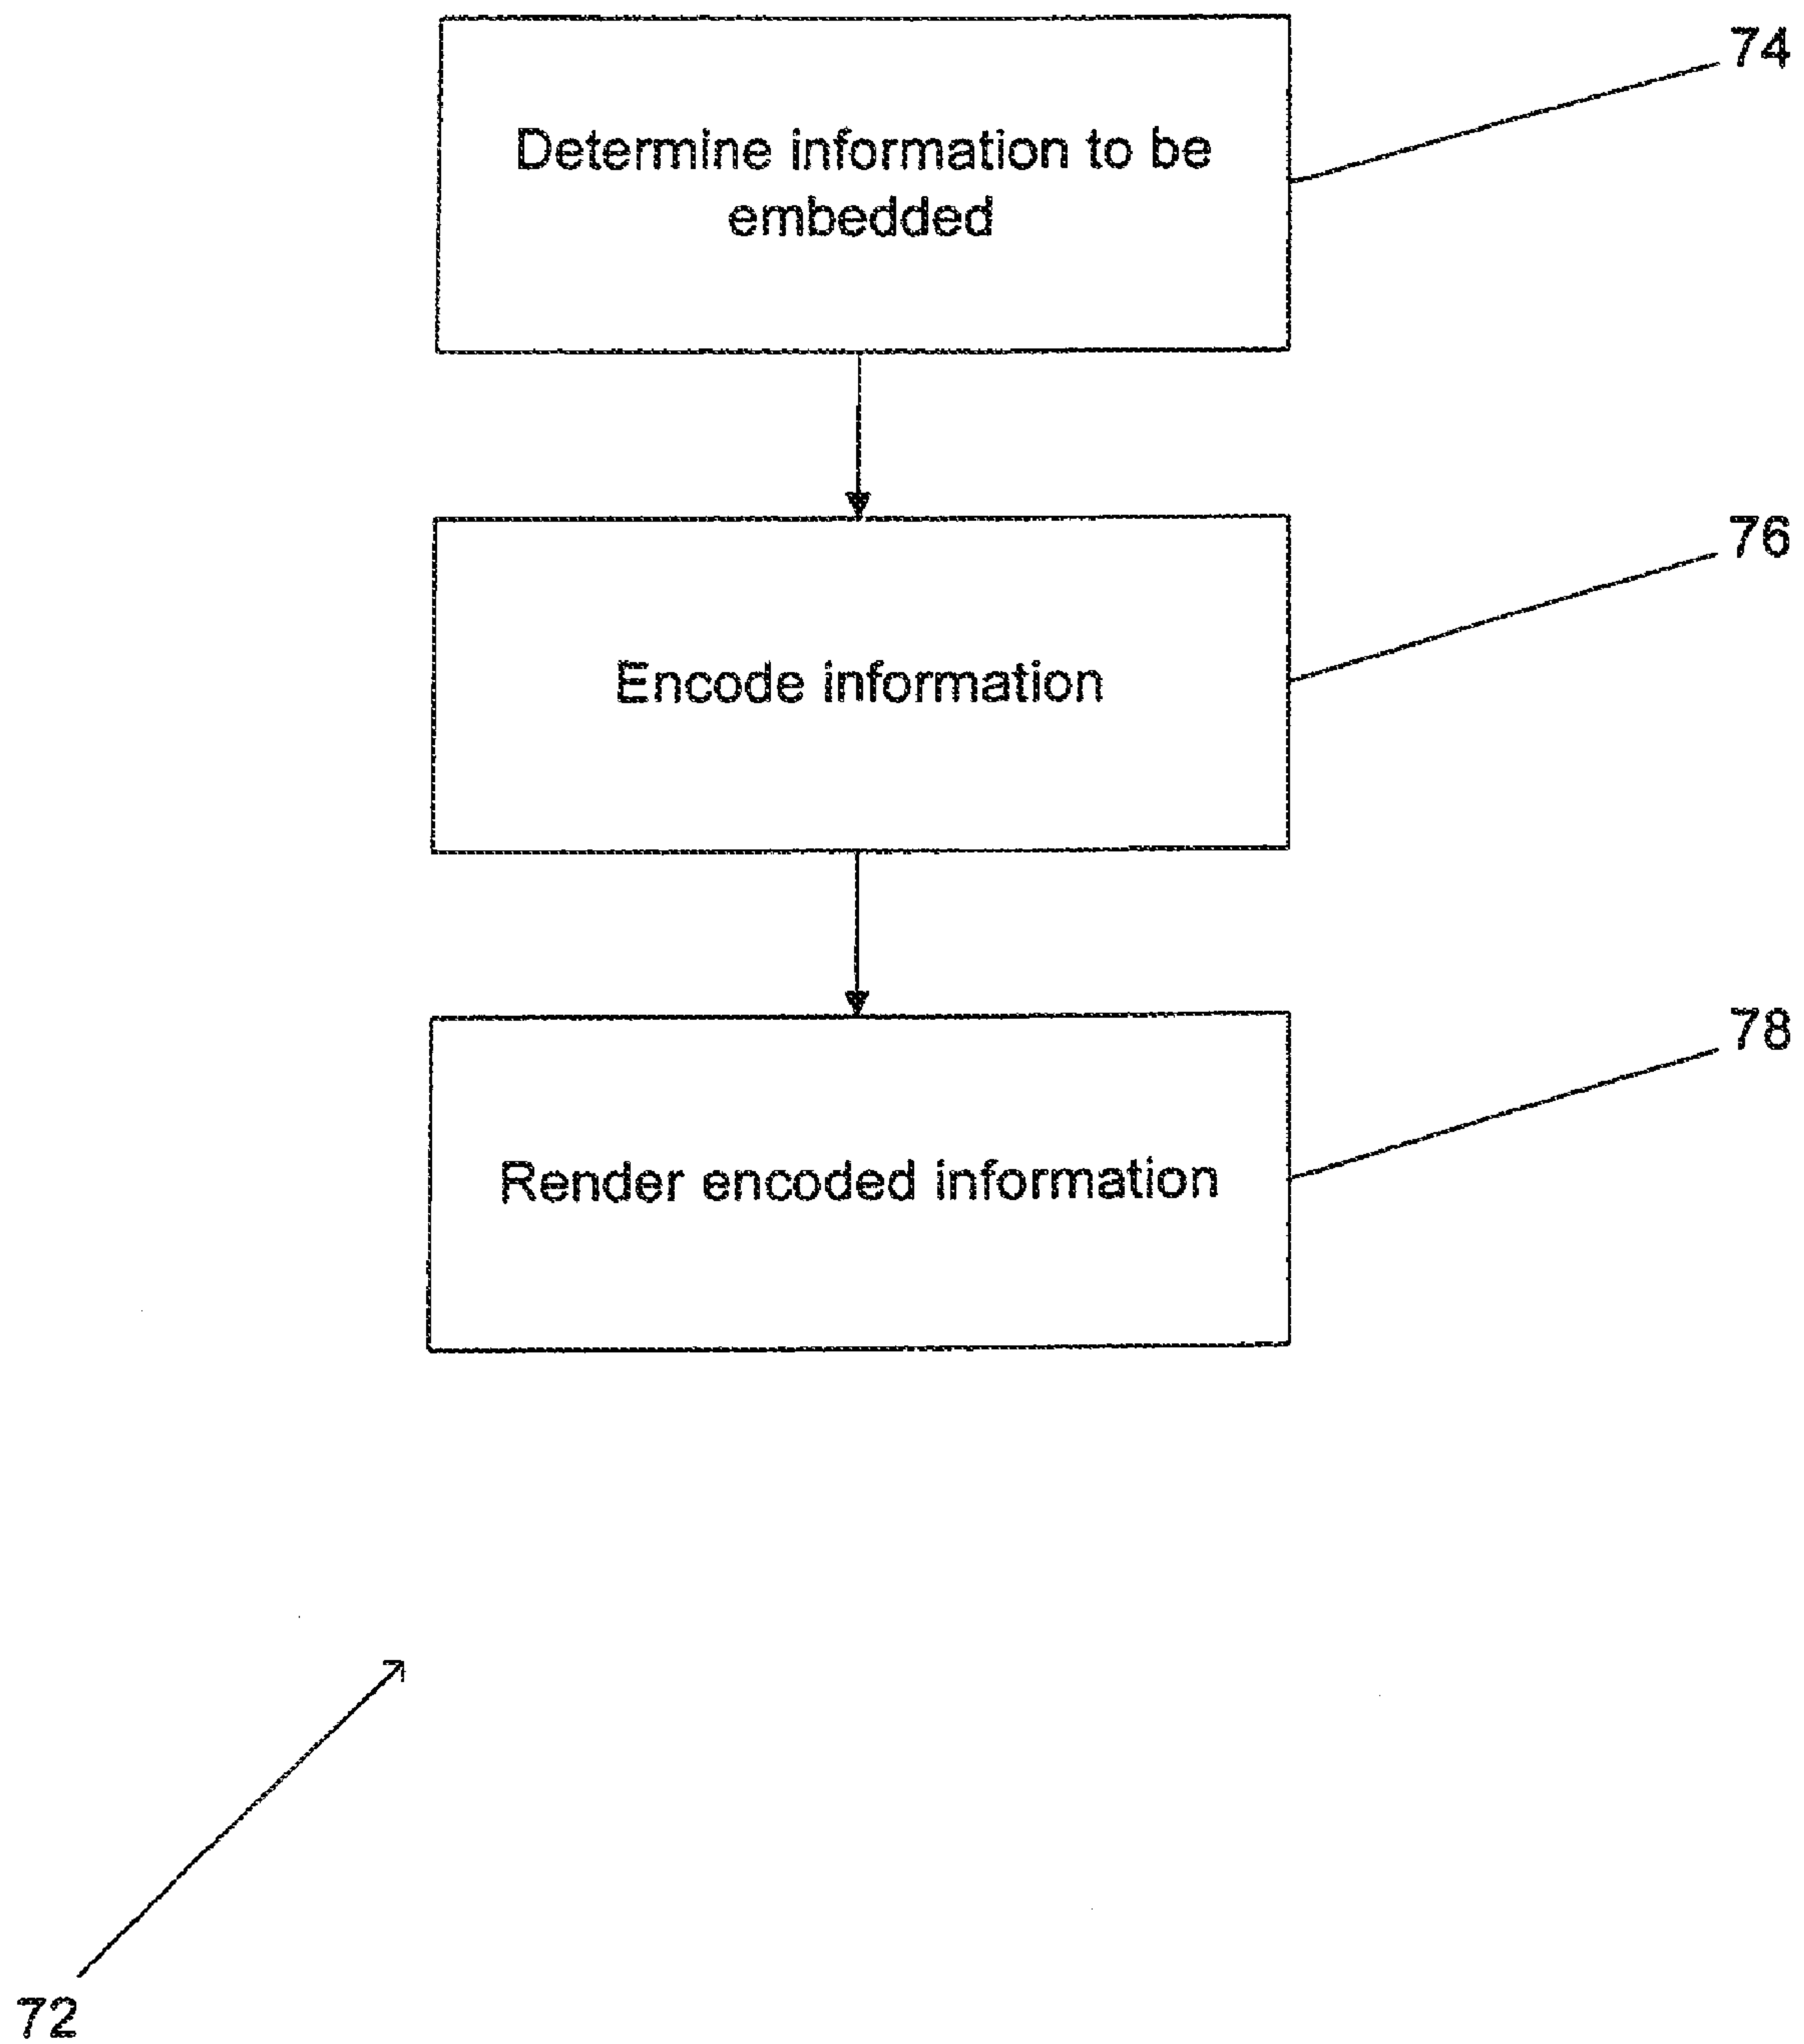 74
Determine information to be
embedded
76
Encode information
78
Render encoded information
72